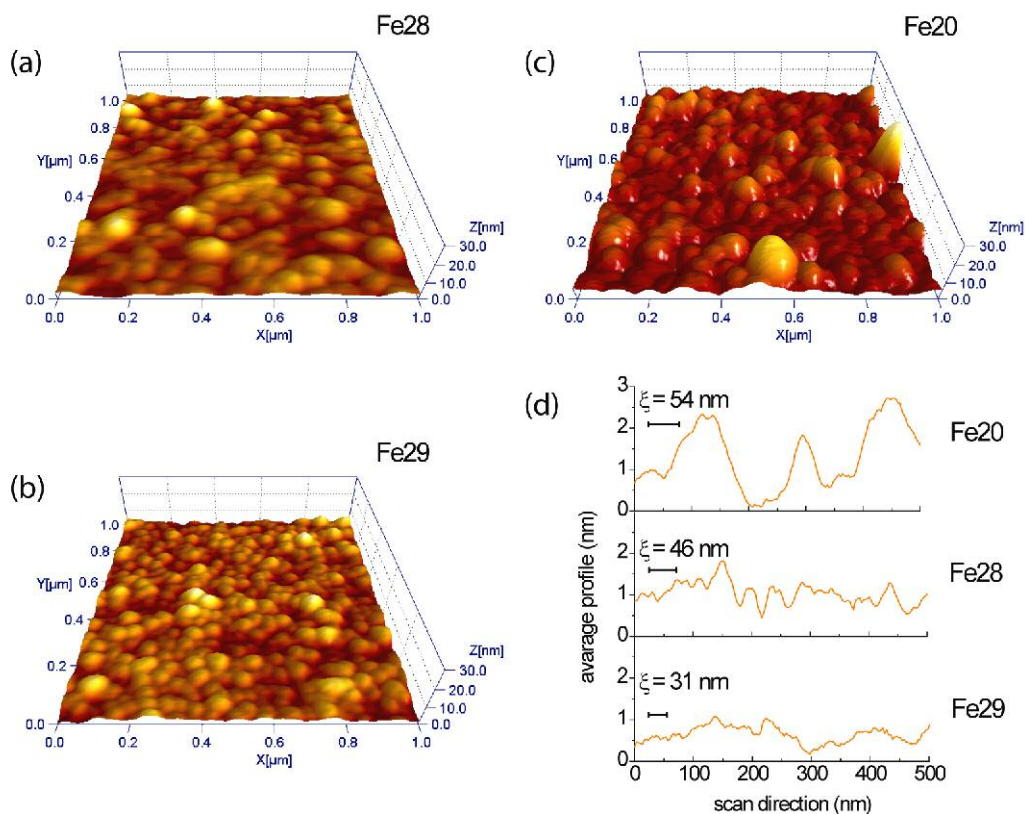 Fe28
(a)
1.0
0.8
Y[µm]
0.6
0.4
0.2
0.0
Z[nm]
30.0
20.0
10.0
0.0
0.0 0.2 0.4 0.6 0.8 1.0
X[µm]
Fe29
(b)
1.0
0.8
Y[µm]
0.6
0.4
0.2
0.0
Z[nm]
30.0
20.0
10.0
0.0
0.0 0.2 0.4 0.6 0.8 1.0
X[µm]
Fe20
(c)
1.0
0.8
Y[µm]
0.6
0.4
0.2
0.0
Z[nm]
30.0
20.0
10.0
0.0
0.0 0.2 0.4 0.6 0.8 1.0
X[µm]
(d)
avarage profile (nm)
3
2
1
0
ξ = 54 nm
Fe20
2
1
0
ξ = 46 nm
Fe28
2
1
0
ξ = 31 nm
Fe29
0 100 200 300 400 500
scan direction (nm)